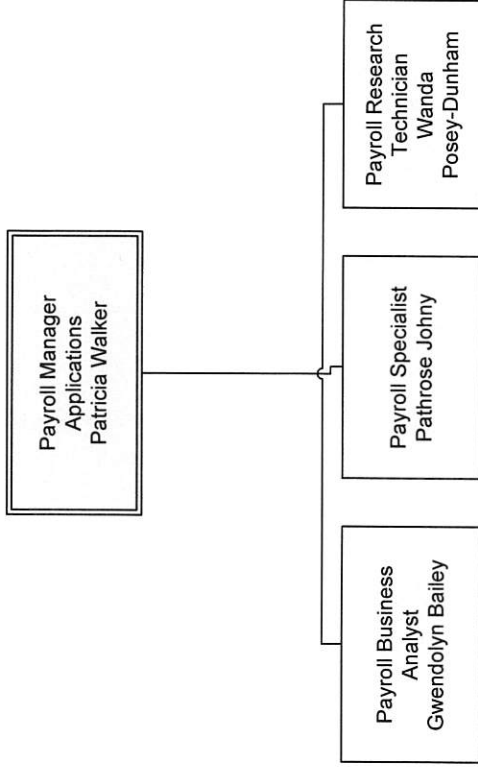 Payroll Manager
Applications
Patricia Walker
Payroll Business
Analyst
Gwendolyn Bailey
Payroll Specialist
Pathrose Johny
Payroll Research
Technician
Wanda
Posey-Dunham